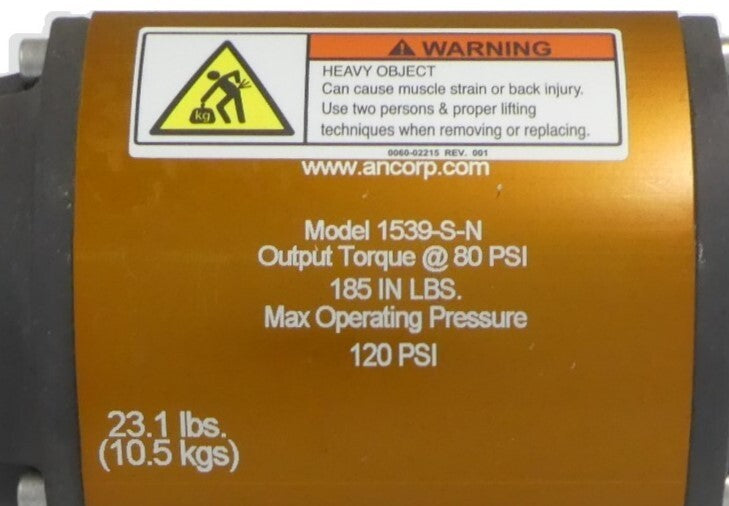 WARNING
kg
HEAVY OBJECT
Can cause muscle strain or back injury.
Use two persons & proper lifting
techniques when removing or replacing.
0060-02215 REV. 001
www.ancorp.com
Model 1539-S-N
Output Torque @ 80 PSI
185 IN LBS.
Max Operating Pressure
120 PSI
23.1 lbs.
(10.5 kgs)